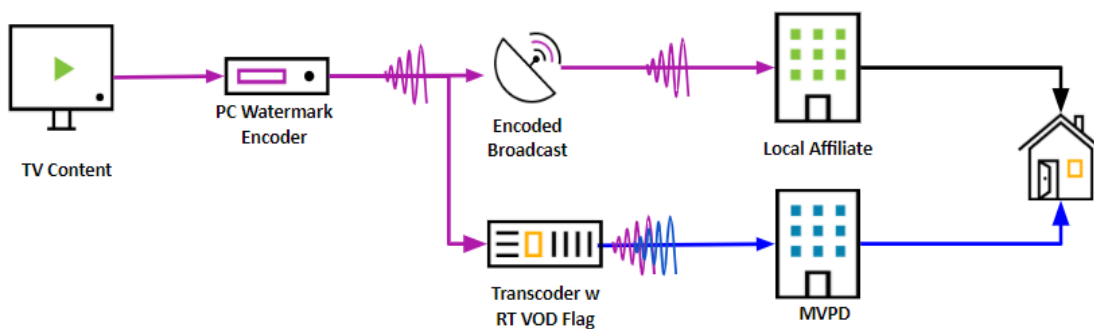 TV Content
PC Watermark
Encoder
Encoded
Broadcast
Local Affiliate
Transcoder w
RT VOD Flag
MVPD